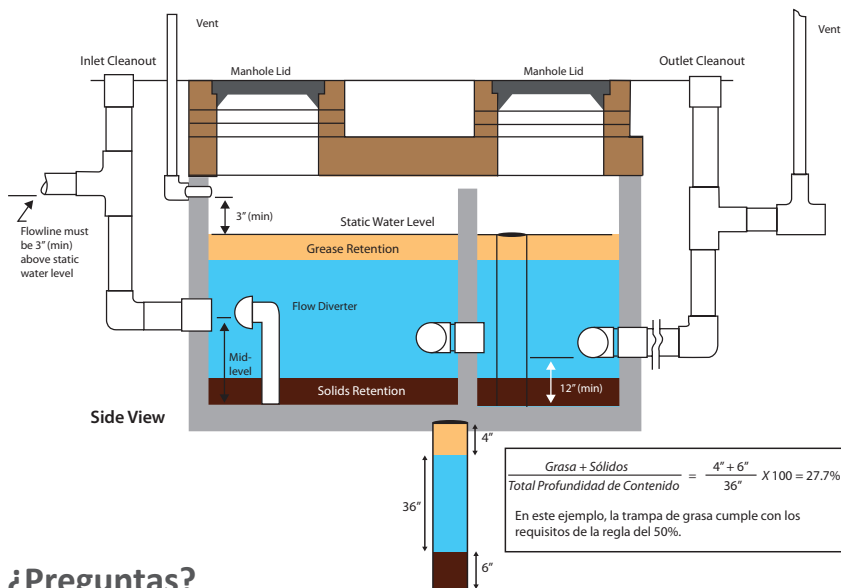 Vent
Vent
Inlet Cleanout
Outlet Cleanout
Manhole Lid
Manhole Lid
3” (min)
Static Water Level
Flowline must
be 3” (min)
above static
water level
Grease Retention
Flow Diverter
Mid-
level
12” (min)
Solids Retention
Side View
4”
36”
6”
Grasa + Sólidos
Total Profundidad de Contenido
=
4” + 6”
36”
X 100 = 27.7%
En este ejemplo, la trampa de grasa cumple con los
requisitos de la regla del 50%.
¿Preguntas?